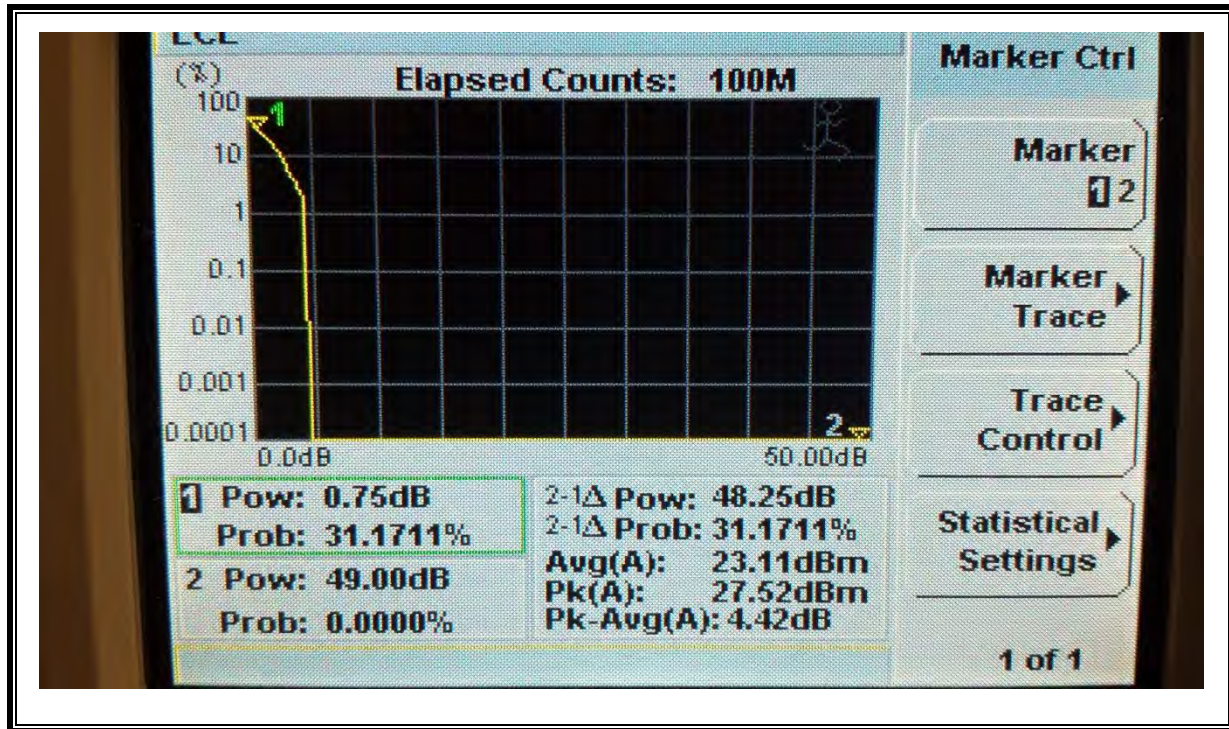 Marker Ctrl
(%)
Elapsed Counts: 100M
100
1
10
1
0.1
0.01
0.001
0.0001
2
0.0dB
50.00dB
1 Pow: 0.75dB
Prob: 31.1711%
2 Pow: 49.00dB
Prob: 0.0000%
2-1Δ Pow: 48.25dB
2-1Δ Prob: 31.1711%
Avg(A): 23.11dBm
Pk(A): 27.52dBm
Pk-Avg(A): 4.42dB
Marker
1 2
Marker
Trace
Trace
Control
Statistical
Settings
1 of 1